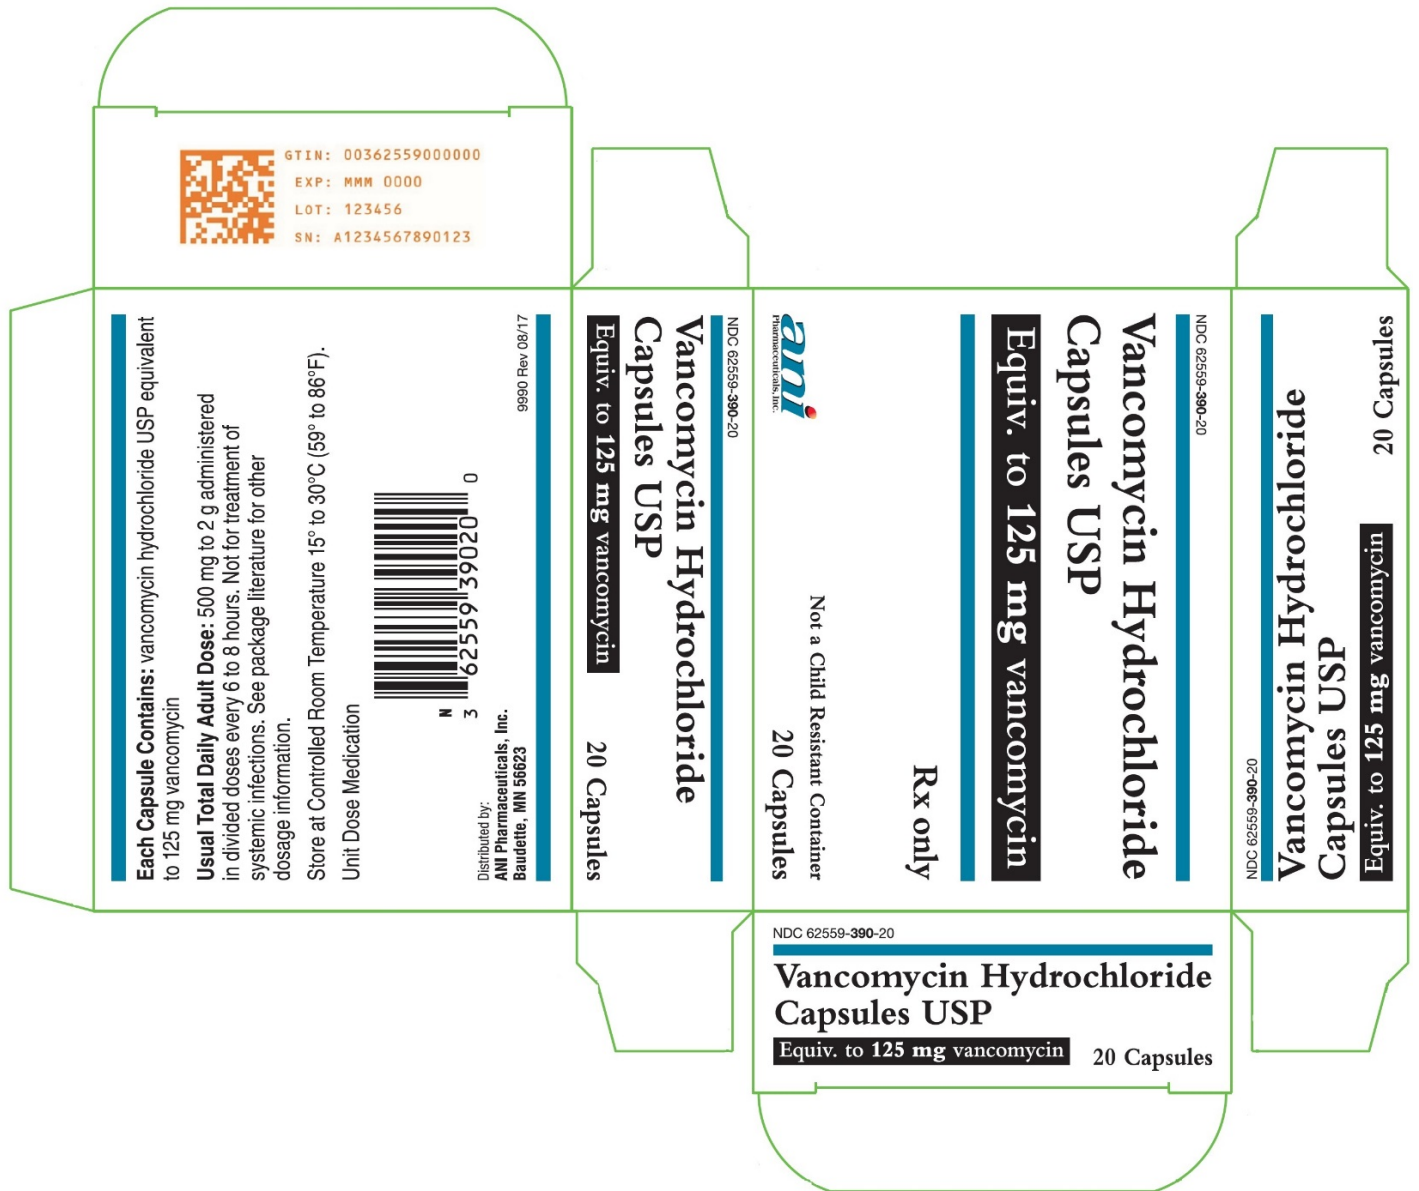 GTIN: 00362559000000
EXP: MMM 0000
LOT: 123456
SN: A1234567890123
Each Capsule Contains: vancomycin hydrochloride USP equivalent
to 125 mg vancomycin
Usual Total Daily Adult Dose: 500 mg to 2 g administered
in divided doses every 6 to 8 hours. Not for treatment of
systemic infections. See package literature for other
dosage information.
Store at Controlled Room Temperature 15° to 30°C (59° to 86°F).
Unit Dose Medication
N
3 62559 39020 0
Distributed by:
ANI Pharmaceuticals, Inc.
Baudette, MN 56623
9990 Rev 08/17
NDC 62559-390-20
Vancomycin Hydrochloride
Capsules USP
Equiv. to 125 mg vancomycin
20 Capsules
NDC 62559-390-20
Vancomycin Hydrochloride
Capsules USP
Equiv. to 125 mg vancomycin
Rx only
Not a Child Resistant Container
ani
Pharmaceuticals, Inc.
20 Capsules
NDC 62559-390-20
Vancomycin Hydrochloride
Capsules USP
Equiv. to 125 mg vancomycin
20 Capsules
NDC 62559-390-20
Vancomycin Hydrochloride
Capsules USP
Equiv. to 125 mg vancomycin
20 Capsules